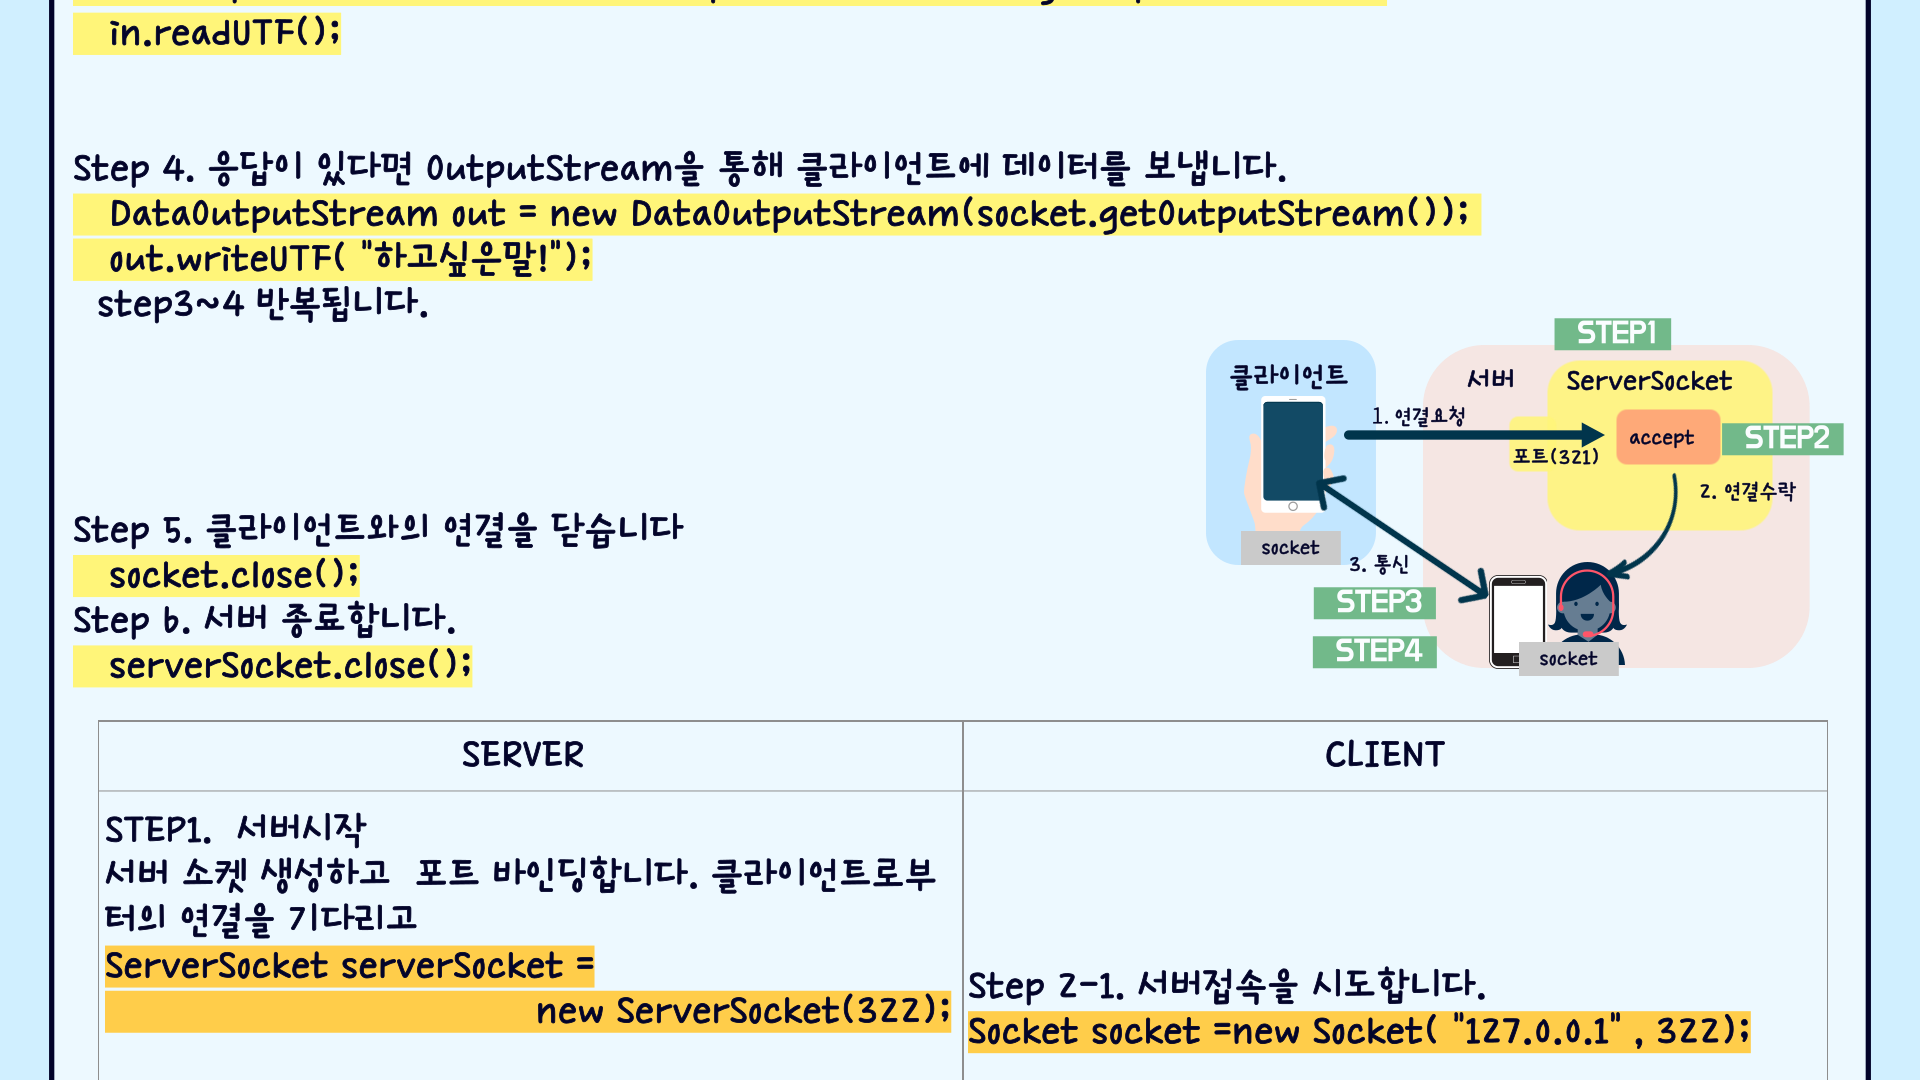 in.readUTF();
Step 4. 응답이 있다면 OutputStream을 통해 클라이언트에 데이터를 보냅니다.
DataOutputStream out = new DataOutputStream(socket.getOutputStream());
out.writeUTF( "하고싶은말!");
step3~4 반복됩니다.
STEP1
클라이언트
서버
ServerSocket
1. 연결요청
accept
STEP2
포트(321)
2. 연결수락
socket
3. 통신
STEP3
STEP4
socket
Step 5. 클라이언트와의 연결을 닫습니다
socket.close();
Step 6. 서버 종료합니다.
serverSocket.close();
SERVER
CLIENT
STEP1. 서버시작
서버 소켓 생성하고 포트 바인딩합니다. 클라이언트로부
터의 연결을 기다리고
ServerSocket serverSocket =
new ServerSocket(322);
Step 2-1. 서버접속을 시도합니다.
Socket socket =new Socket( "127.0.0.1" , 322);